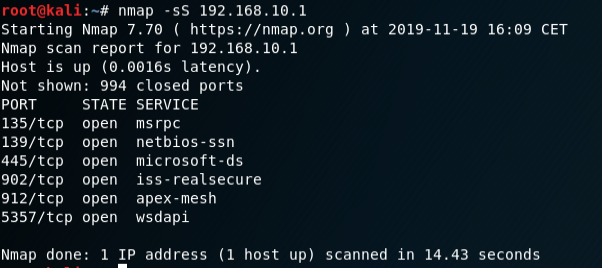 root@kali:~# nmap -sS 192.168.10.1
Starting Nmap 7.70 ( https://nmap.org ) at 2019-11-19 16:09 CET
Nmap scan report for 192.168.10.1
Host is up (0.0016s latency).
Not shown: 994 closed ports
PORT     STATE SERVICE
135/tcp  open  msrpc
139/tcp  open  netbios-ssn
445/tcp  open  microsoft-ds
902/tcp  open  iss-realsecure
912/tcp  open  apex-mesh
5357/tcp open  wsdapi
Nmap done: 1 IP address (1 host up) scanned in 14.43 seconds